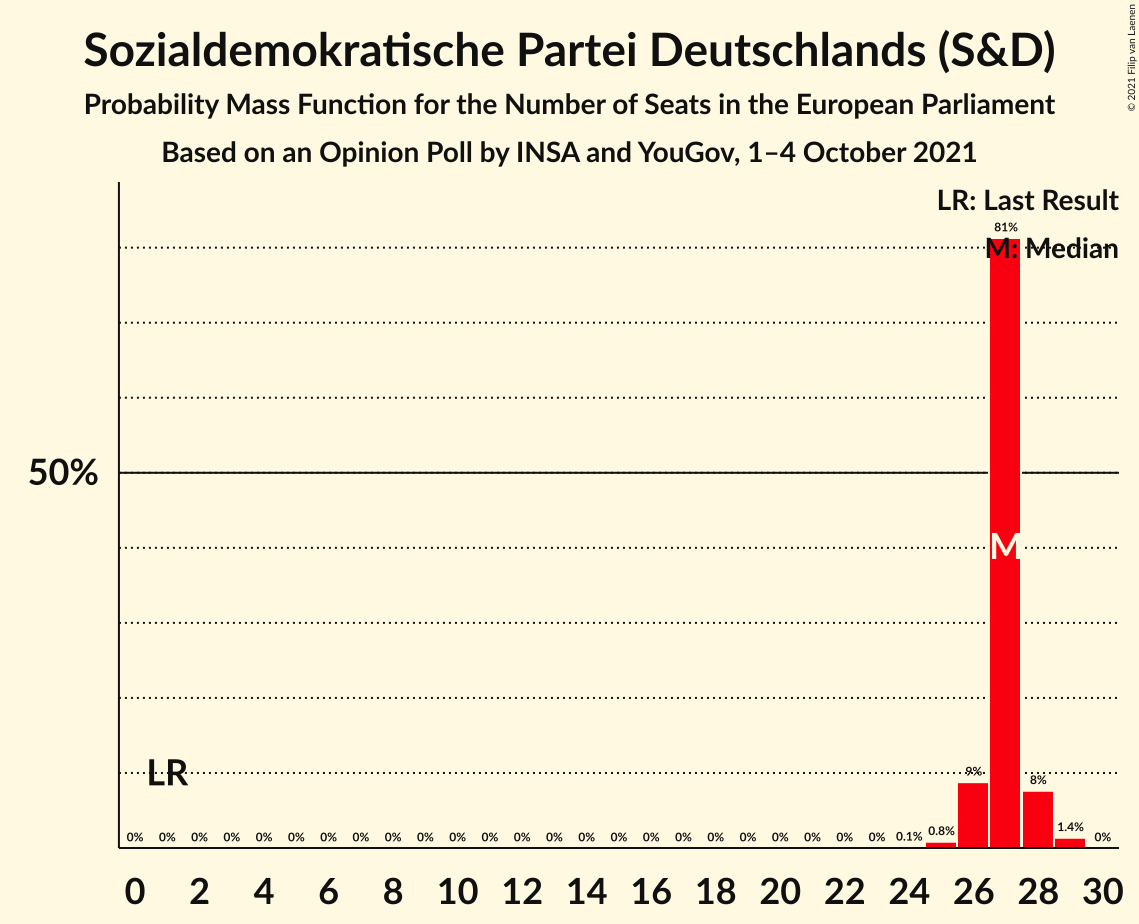 Sozialdemokratische Partei Deutschlands (S&D)
Probability Mass Function for the Number of Seats in the European Parliament
Based on an Opinion Poll by INSA and YouGov, 1–4 October 2021
© 2021 Filip van Laenen
LR: Last Result
81%
M: Median
50%
M
LR
9%
8%
0% 0% 0% 0% 0% 0% 0% 0% 0% 0% 0% 0% 0% 0% 0% 0% 0% 0% 0% 0% 0% 0% 0% 0% 0.1% 0.8% 1.4% 0%
0 2 4 6 8 10 12 14 16 18 20 22 24 26 28 30